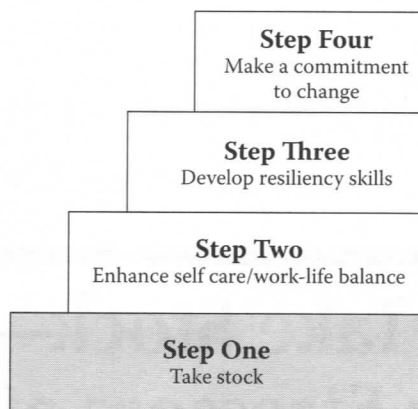 Step Four
Make a commitment
to change
Step Three
Develop resiliency skills
Step Two
Enhance self care/work-life balance
Step One
Take stock